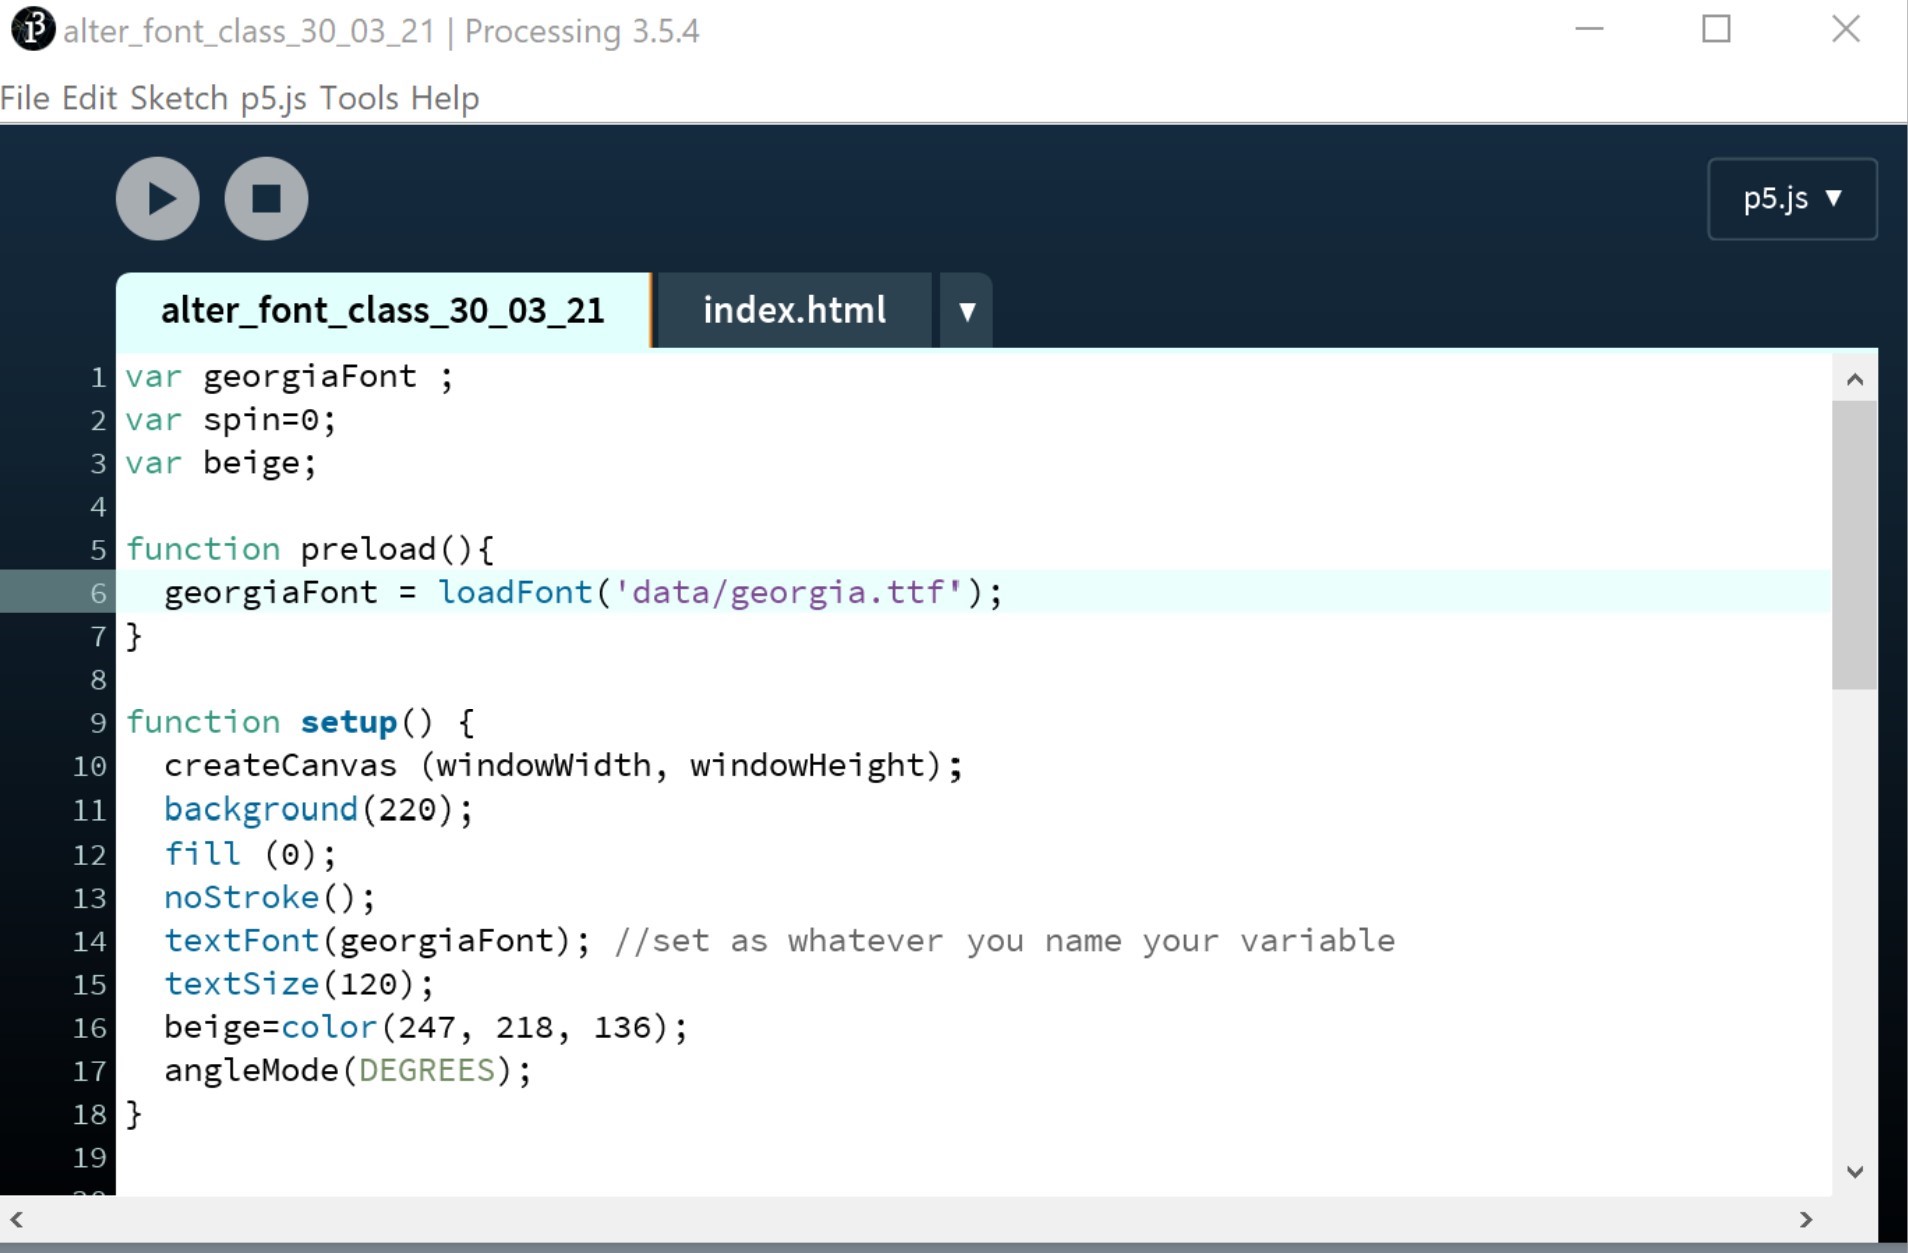 alter_font_class_30_03_21 | Processing 3.5.4
File Edit Sketch p5.js Tools Help
p5.js ▼
alter_font_class_30_03_21 index.html ▼
1 var georgiaFont ;
2 var spin=0;
3 var beige;
4
5 function preload(){
6   georgiaFont = loadFont('data/georgia.ttf');
7 }
8
9 function setup() {
10   createCanvas (windowWidth, windowHeight);
11   background(220);
12   fill (0);
13   noStroke();
14   textFont(georgiaFont); //set as whatever you name your variable
15   textSize(120);
16   beige=color(247, 218, 136);
17   angleMode(DEGREES);
18 }
19